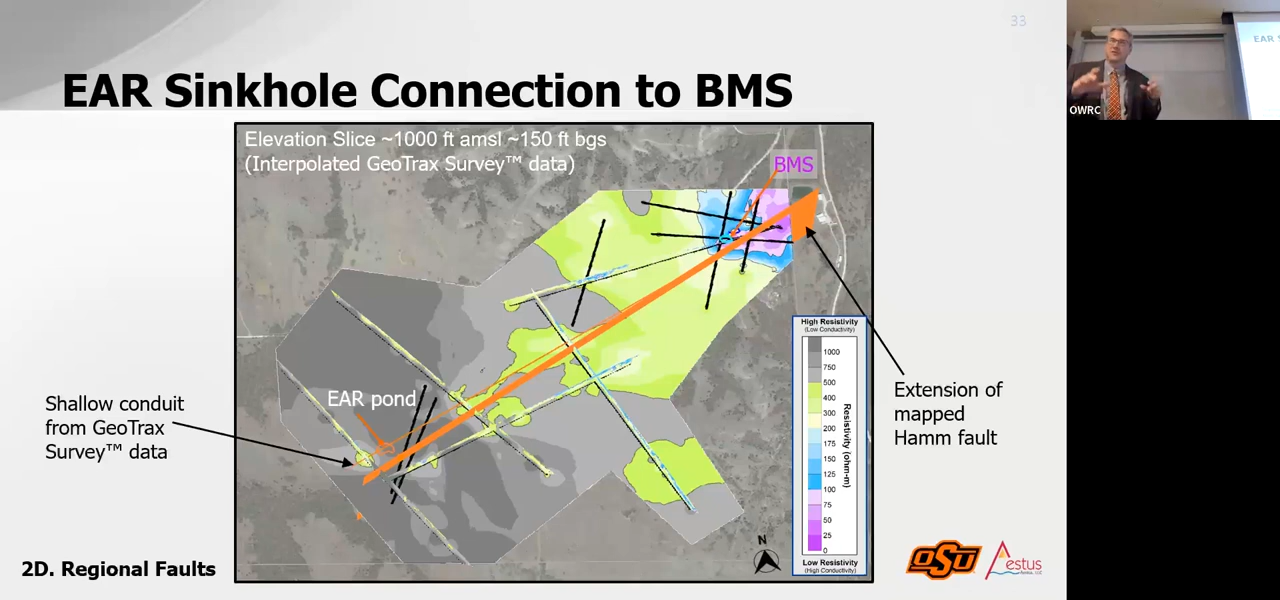 33
EAR Sinkhole Connection to BMS
Elevation Slice ~1000 ft amsl ~150 ft bgs
(Interpolated GeoTrax Survey™ data)
BMS
EAR pond
Shallow conduit
from GeoTrax
Survey™ data
Extension of
mapped
Hamm fault
High Resistivity
(Low Conductivity)
1000
750
500
400
300
200
175
150
125
100
75
50
25
0
Resistivity (ohm-m)
Low Resistivity
(High Conductivity)
N
2D. Regional Faults
OSU
Aestus
OWRC
EAR S